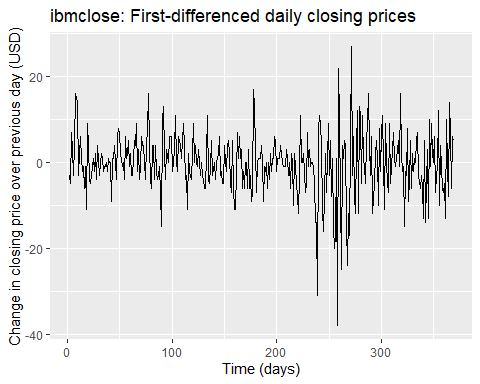 ibmclose: First-differenced daily closing prices
Change in closing price over previous day (USD)
20
0
-20
-40
0
100
200
300
Time (days)